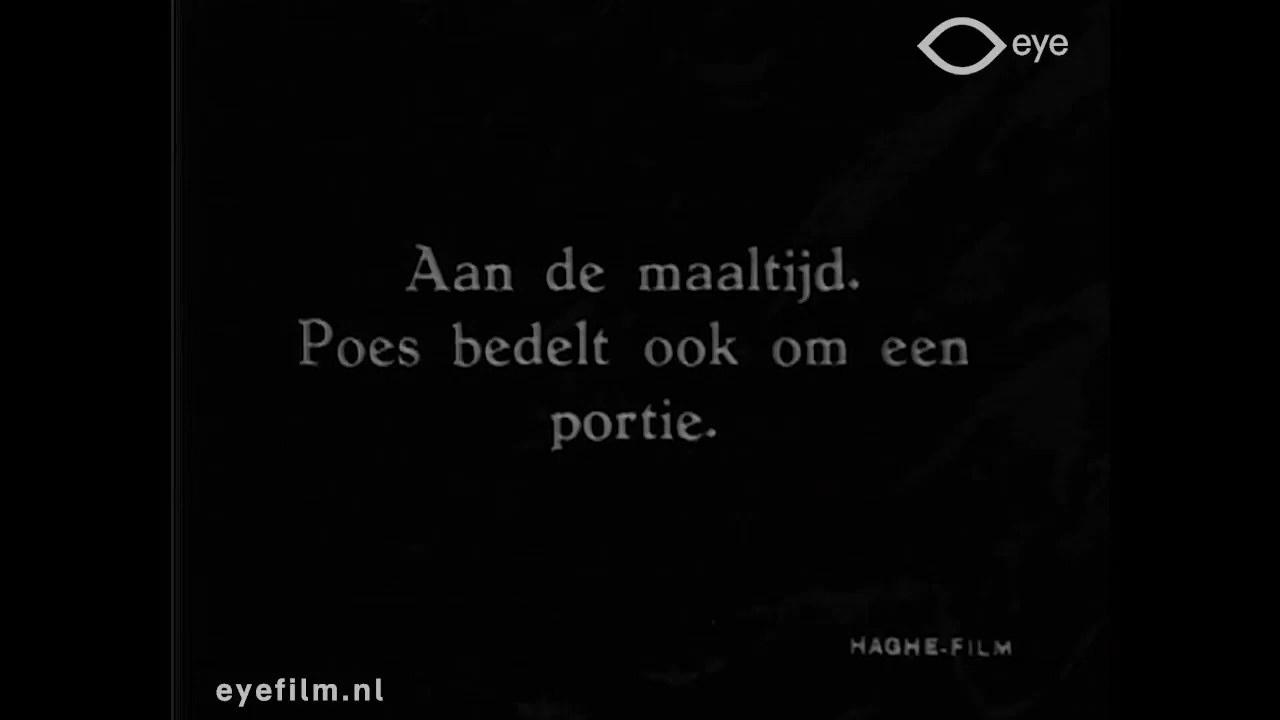 eye
Aan de maaltijd.
Poes bedelt ook om een
portie.
HAGHE-FILM
eyefilm.nl